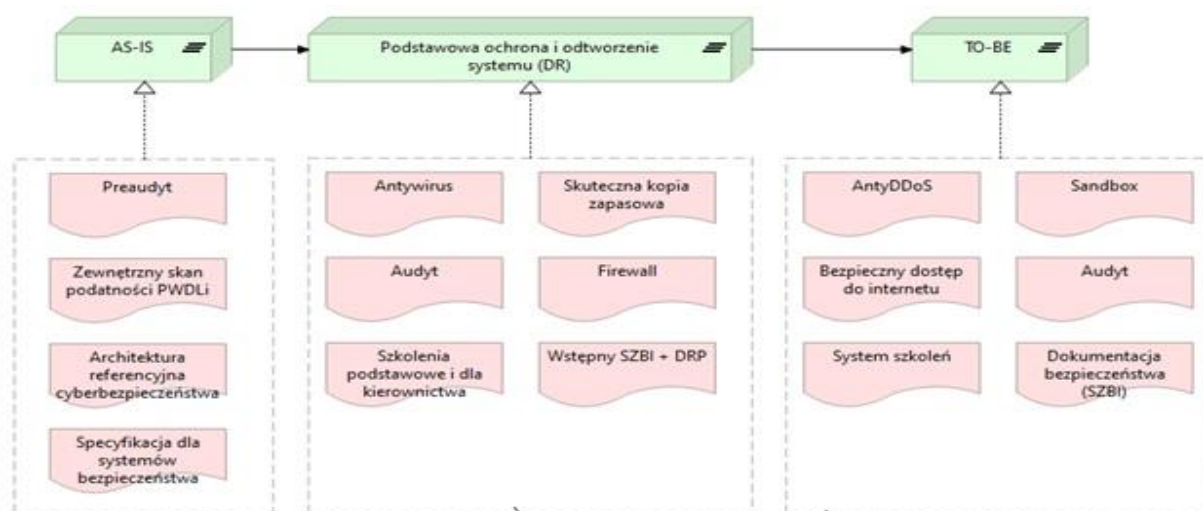 AS-IS
Podstawowa ochrona i odtworzenie
systemu (DR)
TO-BE
Preaudyt
Zewnętrzny skan
podatności PWDLi
Architektura
referencyjna
cyberbezpieczeństwa
Specyfikacja dla
systemów
bezpieczeństwa
Antywirus
Skuteczna kopia
zapasowa
Audyt
Firewall
Szkolenia
podstawowe i dla
kierownictwa
Wstępny SZBI + DRP
AntyDDoS
Sandbox
Bezpieczny dostęp
do internetu
Audyt
System szkoleń
Dokumentacja
bezpieczeństwa
(SZBI)